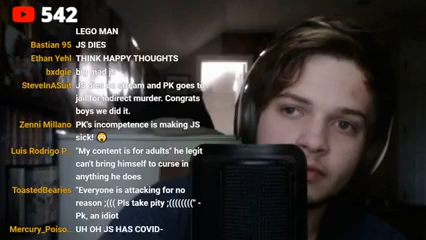 542
LEGO MAN
Bastian 95 JS DIES
Ethan Yehl THINK HAPPY THOUGHTS
bxdgie
SteveInASuit JS dies on stream and PK goes to
jail for indirect murder. Congrats
boys we did it.
Zenni Millano PK's incompetence is making JS
sick! 😲
Luis Rodrigo P. "My content is for adults" he legit
can't bring himself to curse in
anything he does
ToastedBearies "Everyone is attacking for no
reason ;((( Pls take pity ;((((((((" -
Pk, an idiot
Mercury_Poiso.. UH OH JS HAS COVID-